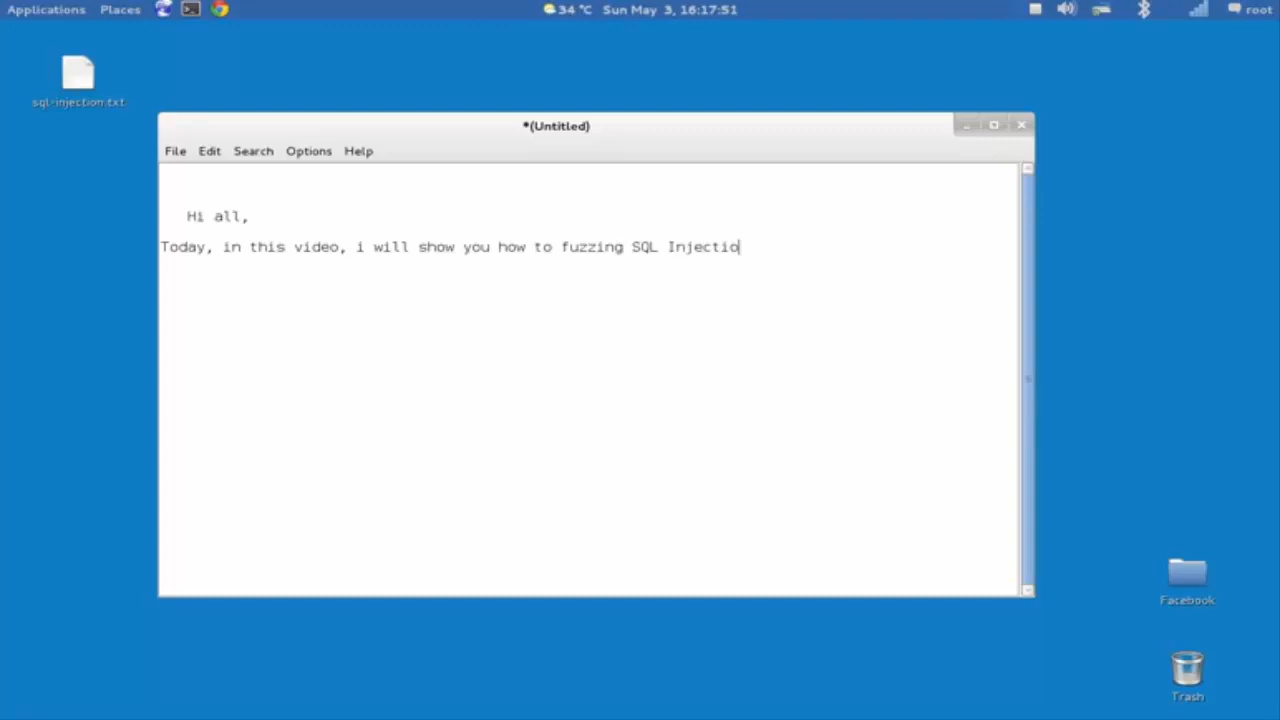 Applications Places 34 °C Sun May 3, 16:17:51 root
sql-injection.txt
*(Untitled)
File Edit Search Options Help
Hi all,
Today, in this video, i will show you how to fuzzing SQL Injectio
Facebook
Trash